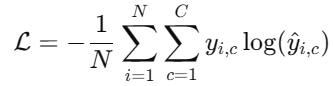 $$\mathcal{L} = -\frac{1}{N} \sum_{i=1}^{N} \sum_{c=1}^{C} y_{i,c} \log(\hat{y}_{i,c})$$